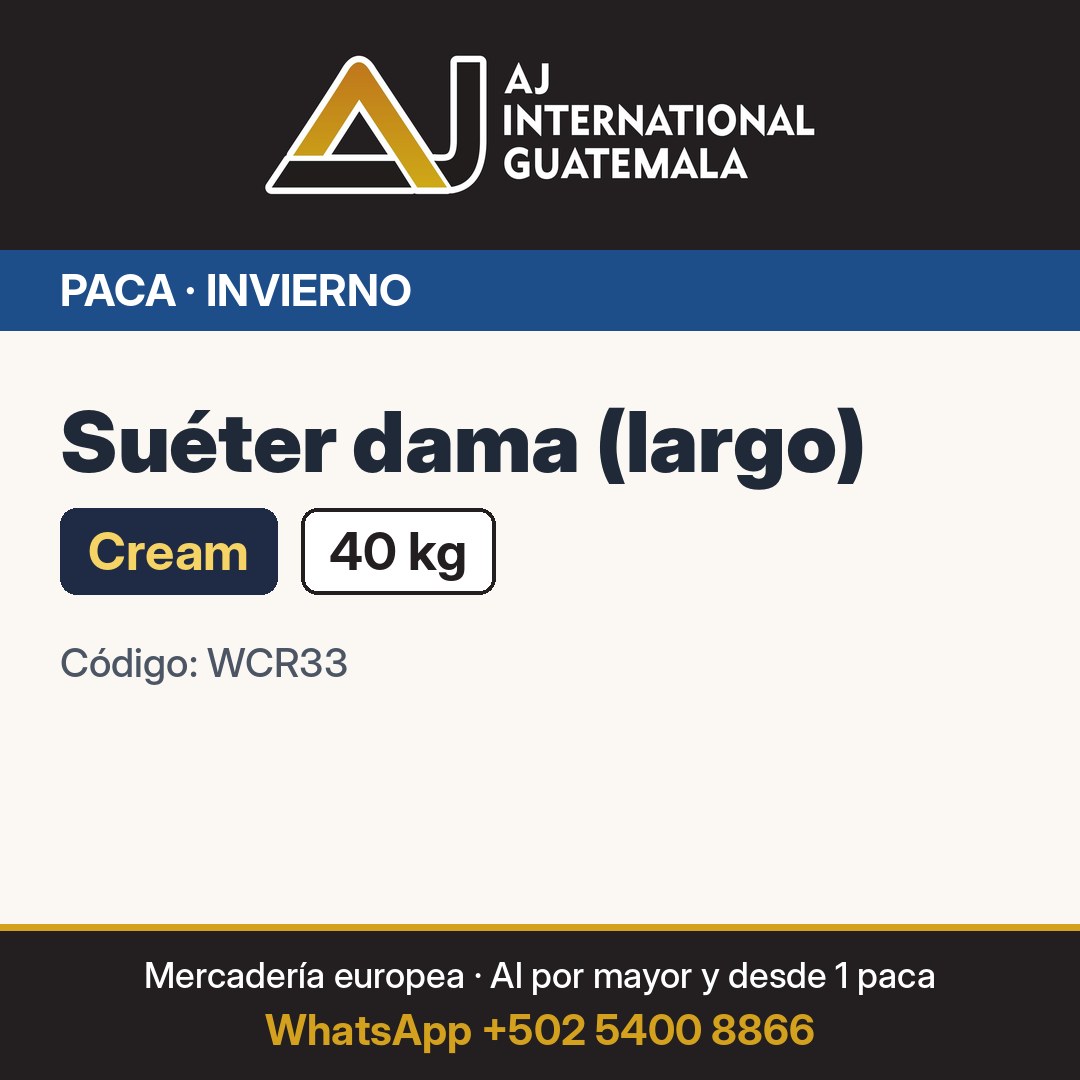 AJ
AJ
INTERNATIONAL
GUATEMALA
PACA · INVIERNO
Suéter dama (largo)
Cream
40 kg
Código: WCR33
Mercadería europea · Al por mayor y desde 1 paca
WhatsApp +502 5400 8866